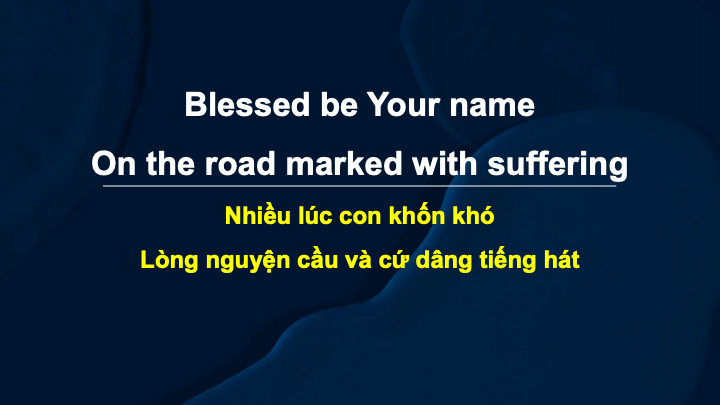 Blessed be Your name
On the road marked with suffering
Nhiều lúc con khốn khó
Lòng nguyện cầu và cứ dâng tiếng hát